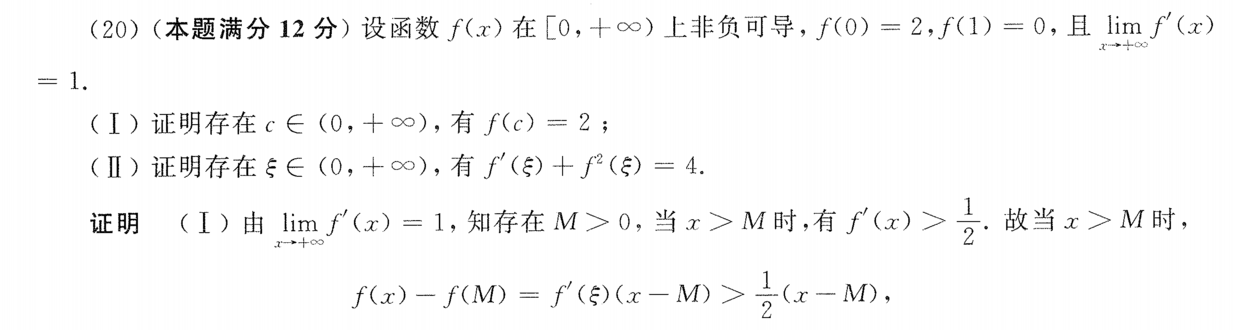 (20)(本题满分 12 分)设函数 f(x) 在 [0,+∞) 上非负可导, f(0) = 2, f(1) = 0, 且 lim_{x→+∞} f′(x)
= 1.
(Ⅰ)证明存在 c ∈ (0,+∞), 有 f(c) = 2 ;
(Ⅱ)证明存在 ξ ∈ (0,+∞), 有 f′(ξ) + f²(ξ) = 4.
证明 (Ⅰ)由 lim_{x→+∞} f′(x) = 1, 知存在 M > 0, 当 x > M 时,有 f′(x) > 1/2. 故当 x > M 时,
f(x) − f(M) = f′(ξ)(x − M) > 1/2(x − M),